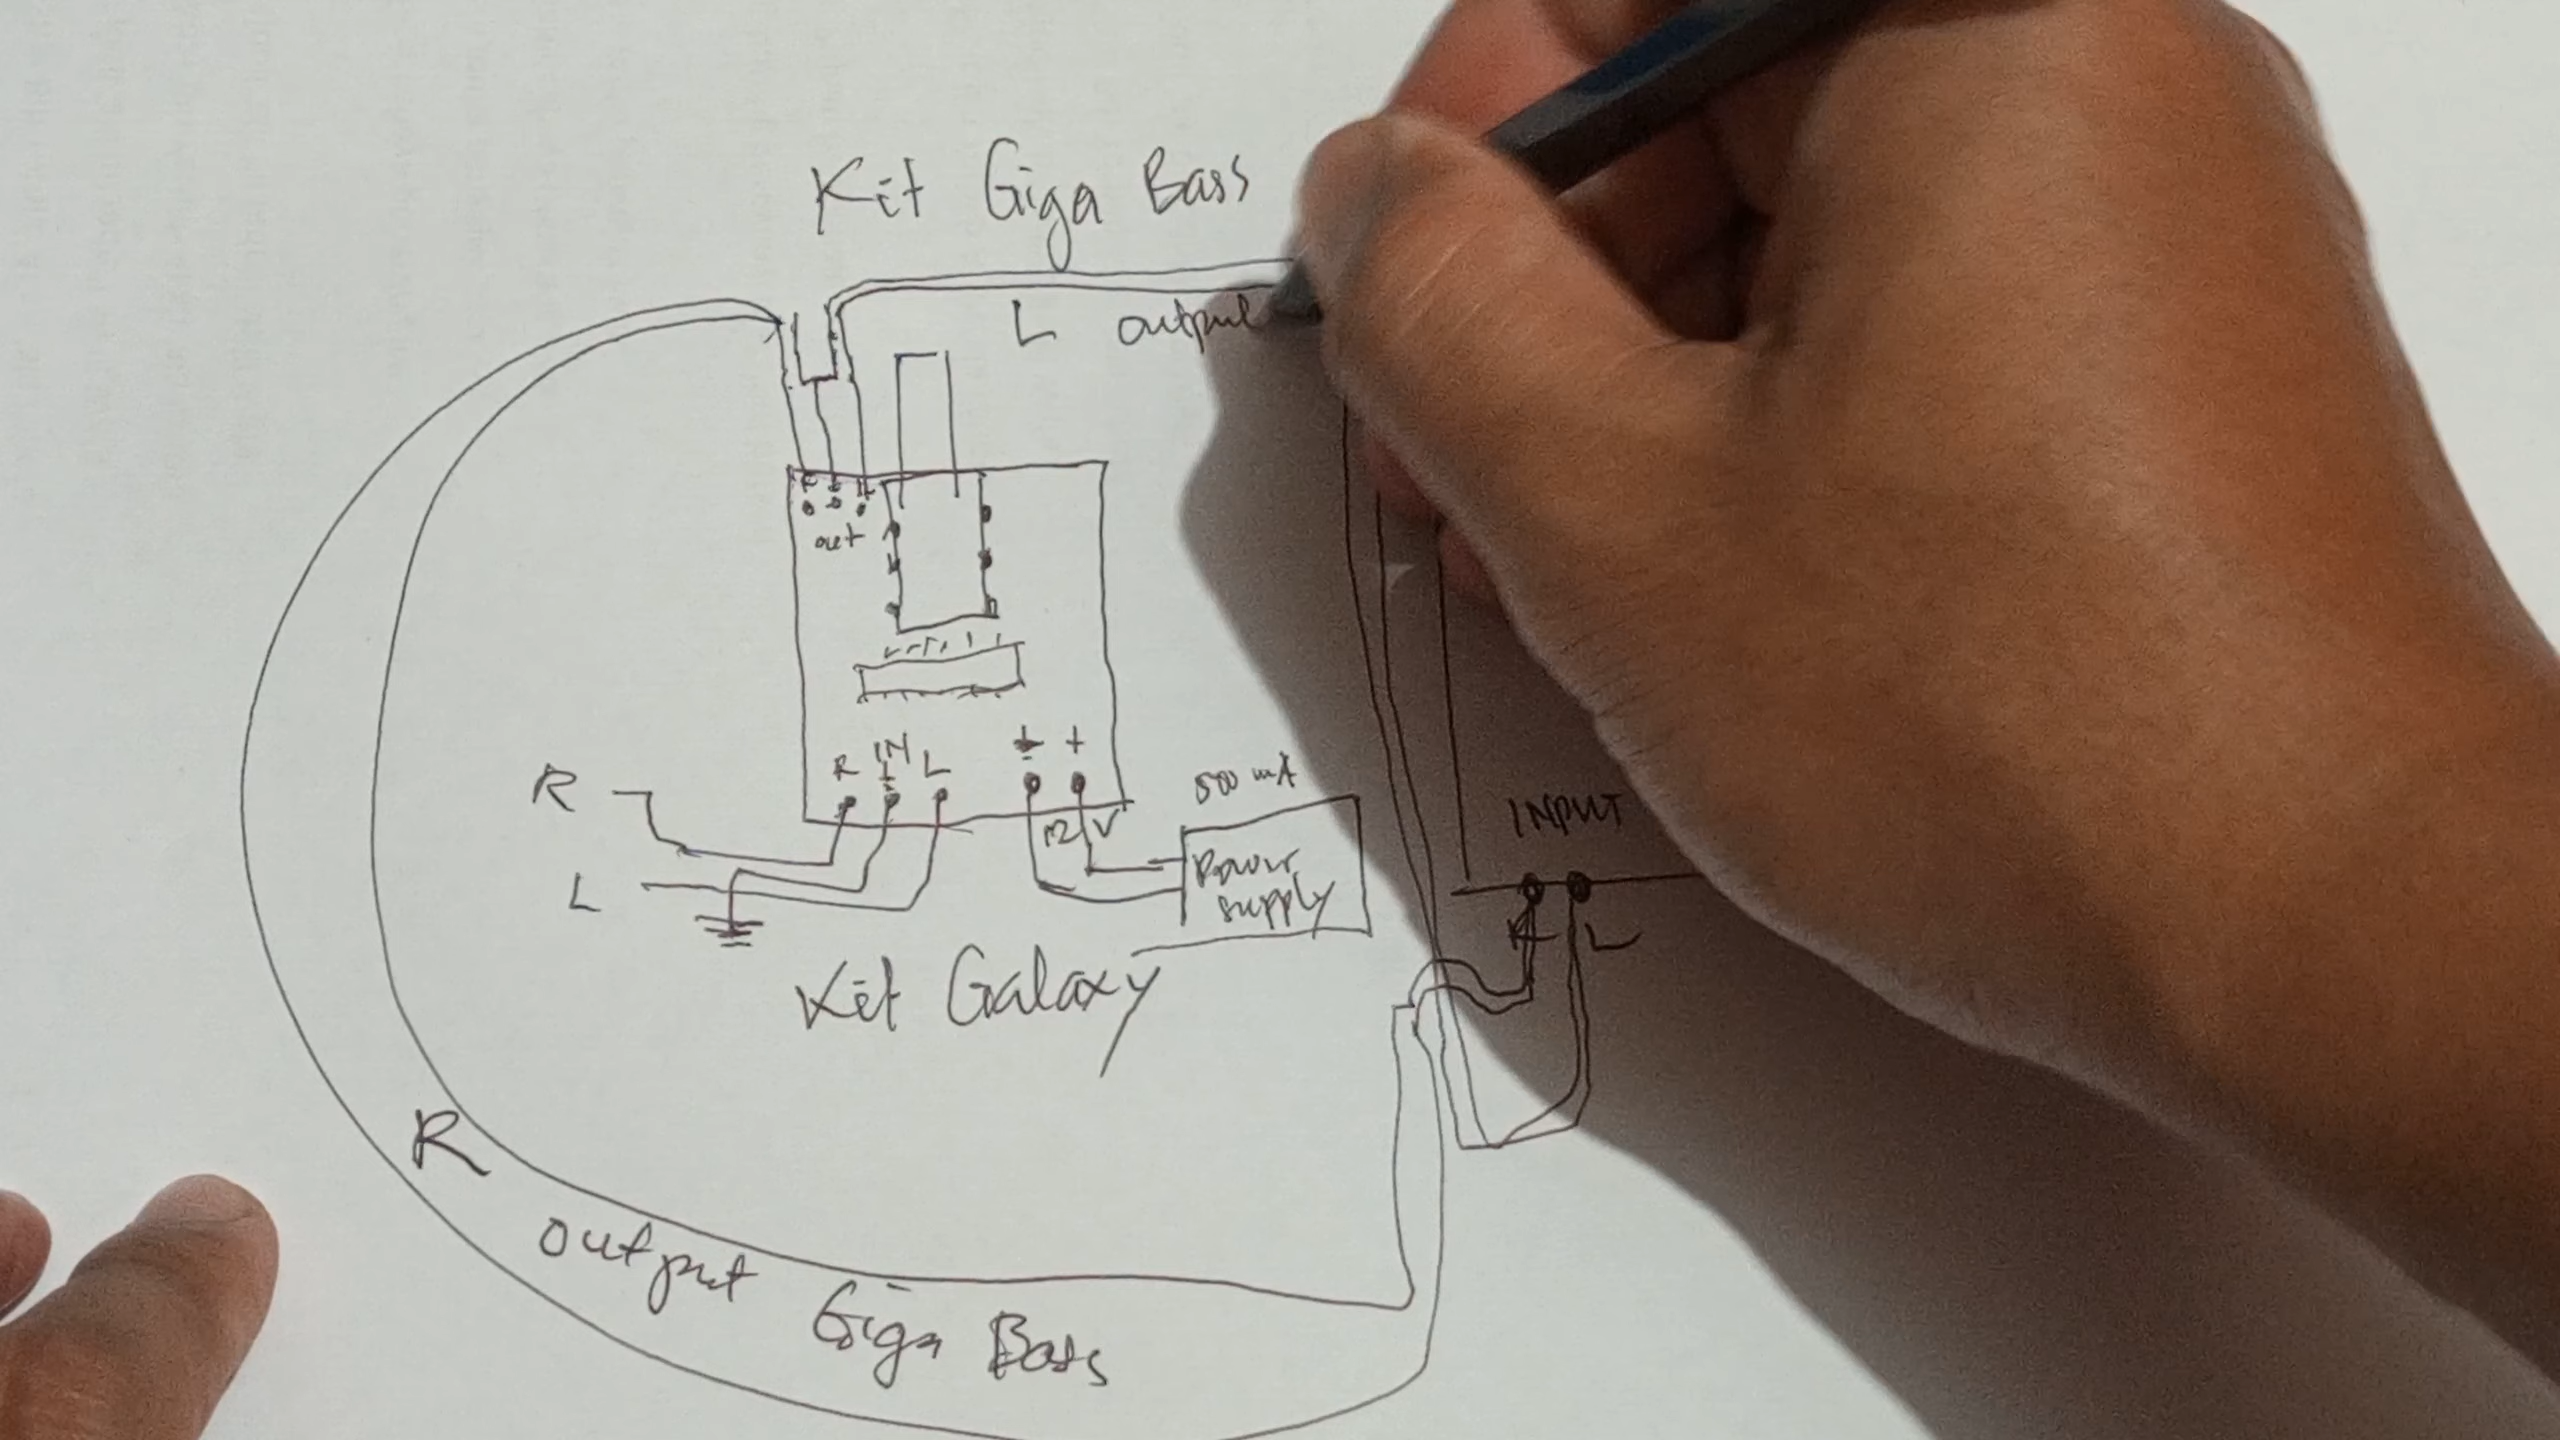 Kit Giga Bass
L output
out
R IN L
+
12 V
500 mA
Power
supply
R
L
INPUT
R L
Kit Galaxy
R
output Giga Bass